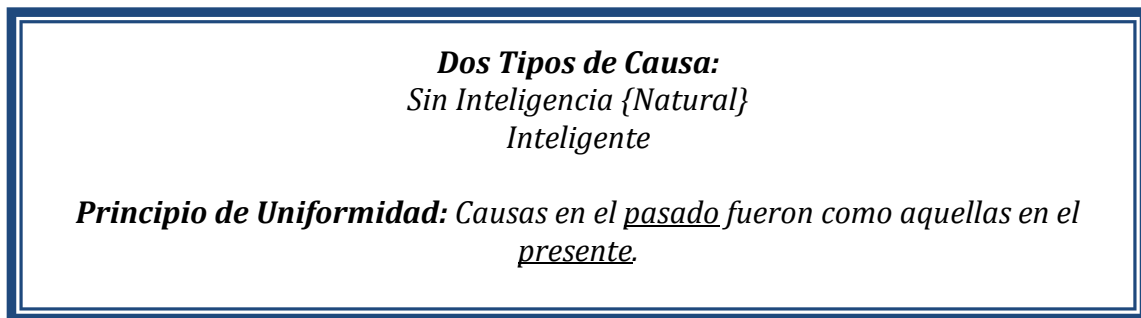 Dos Tipos de Causa:
Sin Inteligencia {Natural}
Inteligente
Principio de Uniformidad: Causas en el pasado fueron como aquellas en el
presente.